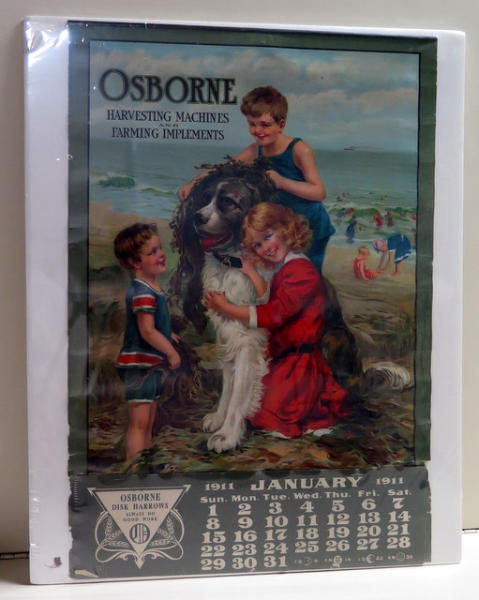 OSBORNE
HARVESTING MACHINES
AND
FARMING IMPLEMENTS
1911 JANUARY 1911
Sun. Mon. Tue. Wed. Thu. Fri. Sat.
1 2 3 4 5 6 7
8 9 10 11 12 13 14
15 16 17 18 19 20 21
22 23 24 25 26 27 28
29 30 31
OSBORNE
DISK HARROWS
ALWAYS DO
GOOD WORK